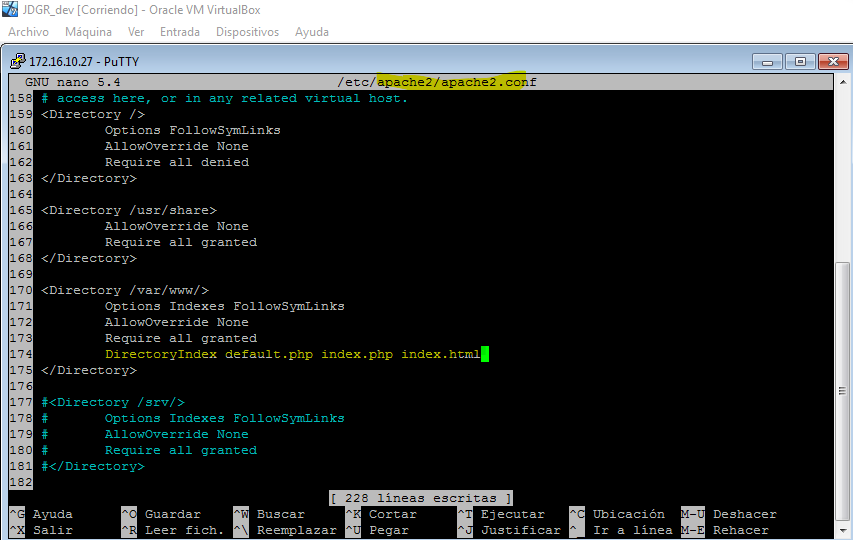 JDGR_dev [Corriendo] - Oracle VM VirtualBox
Archivo Máquina Ver Entrada Dispositivos Ayuda
172.16.10.27 - PuTTY
GNU nano 5.4 /etc/apache2/apache2.conf
158 # access here, or in any related virtual host.
159 <Directory />
160 Options FollowSymLinks
161 AllowOverride None
162 Require all denied
163 </Directory>
164
165 <Directory /usr/share>
166 AllowOverride None
167 Require all granted
168 </Directory>
169
170 <Directory /var/www/>
171 Options Indexes FollowSymLinks
172 AllowOverride None
173 Require all granted
174 DirectoryIndex default.php index.php index.html
175 </Directory>
176
177 #<Directory /srv/>
178 # Options Indexes FollowSymLinks
179 # AllowOverride None
180 # Require all granted
181 #</Directory>
182
[ 228 líneas escritas ]
^G Ayuda ^O Guardar ^W Buscar ^K Cortar ^T Ejecutar ^C Ubicación M-U Deshacer
^X Salir ^R Leer fich. ^\ Reemplazar ^U Pegar ^J Justificar ^_ Ir a línea M-E Rehacer